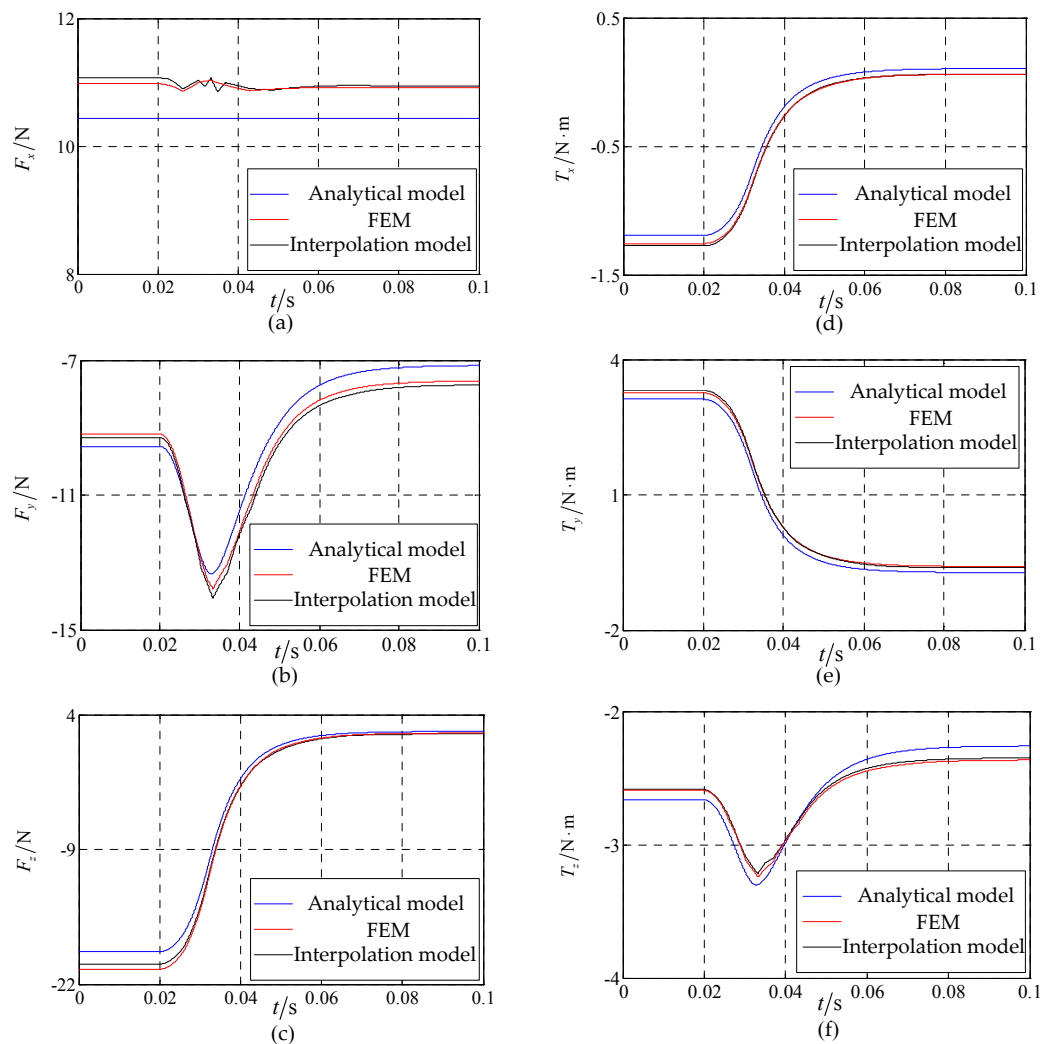 12
10
8
F_x/N
Analytical model
FEM
Interpolation model
0 0.02 0.04 0.06 0.08 0.1
t/s
(a)
0.5
-0.5
-1.5
T_x/N·m
Analytical model
FEM
Interpolation model
0 0.02 0.04 0.06 0.08 0.1
t/s
(d)
-7
-11
-15
F_y/N
Analytical model
FEM
Interpolation model
0 0.02 0.04 0.06 0.08 0.1
t/s
(b)
4
1
-2
T_y/N·m
Analytical model
FEM
Interpolation model
0 0.02 0.04 0.06 0.08 0.1
t/s
(e)
4
-9
-22
F_z/N
Analytical model
FEM
Interpolation model
0 0.02 0.04 0.06 0.08 0.1
t/s
(c)
-2
-3
-4
T_z/N·m
Analytical model
FEM
Interpolation model
0 0.02 0.04 0.06 0.08 0.1
t/s
(f)